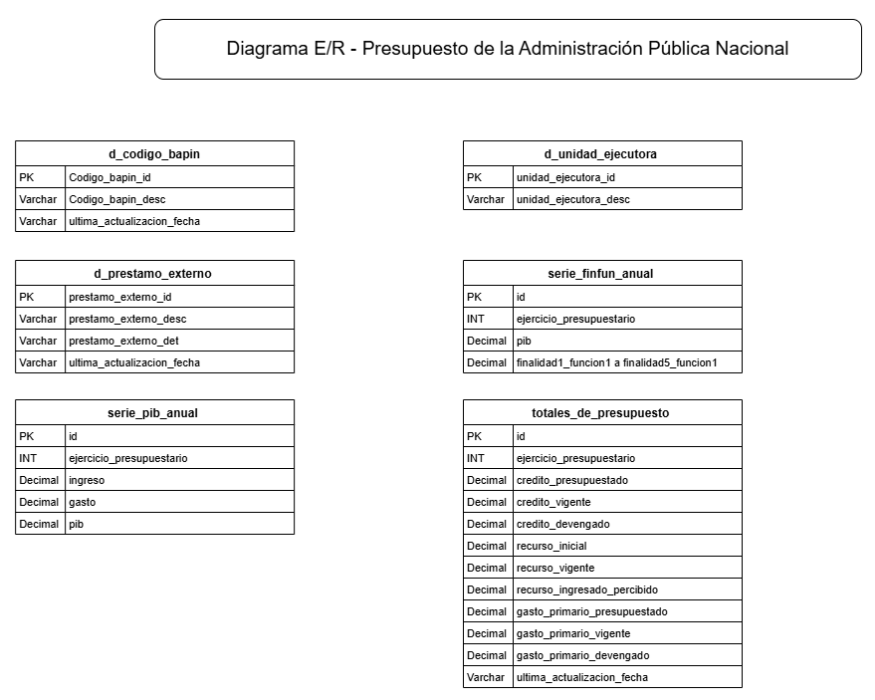 Diagrama E/R - Presupuesto de la Administración Pública Nacional
d_codigo_bapin
PK Codigo_bapin_id
Varchar Codigo_bapin_desc
Varchar ultima_actualizacion_fecha
d_unidad_ejecutora
PK unidad_ejecutora_id
Varchar unidad_ejecutora_desc
d_prestamo_externo
PK prestamo_externo_id
Varchar prestamo_externo_desc
Varchar prestamo_externo_det
Varchar ultima_actualizacion_fecha
serie_finfun_anual
PK id
INT ejercicio_presupuestario
Decimal pib
Decimal finalidad1_funcion1 a finalidad5_funcion1
serie_pib_anual
PK id
INT ejercicio_presupuestario
Decimal ingreso
Decimal gasto
Decimal pib
totales_de_presupuesto
PK id
INT ejercicio_presupuestario
Decimal credito_presupuestado
Decimal credito_vigente
Decimal credito_devengado
Decimal recurso_inicial
Decimal recurso_vigente
Decimal recurso_ingresado_percibido
Decimal gasto_primario_presupuestado
Decimal gasto_primario_vigente
Decimal gasto_primario_devengado
Varchar ultima_actualizacion_fecha